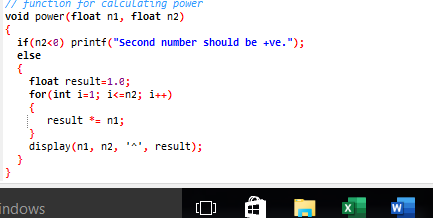 // function for calculating power
void power(float n1, float n2)
{
if(n2<0) printf("Second number should be +ve.");
else
{
float result=1.0;
for(int i=1; i<=n2; i++)
{
result *= n1;
}
display(n1, n2, '^', result);
}
}
indows
X
W